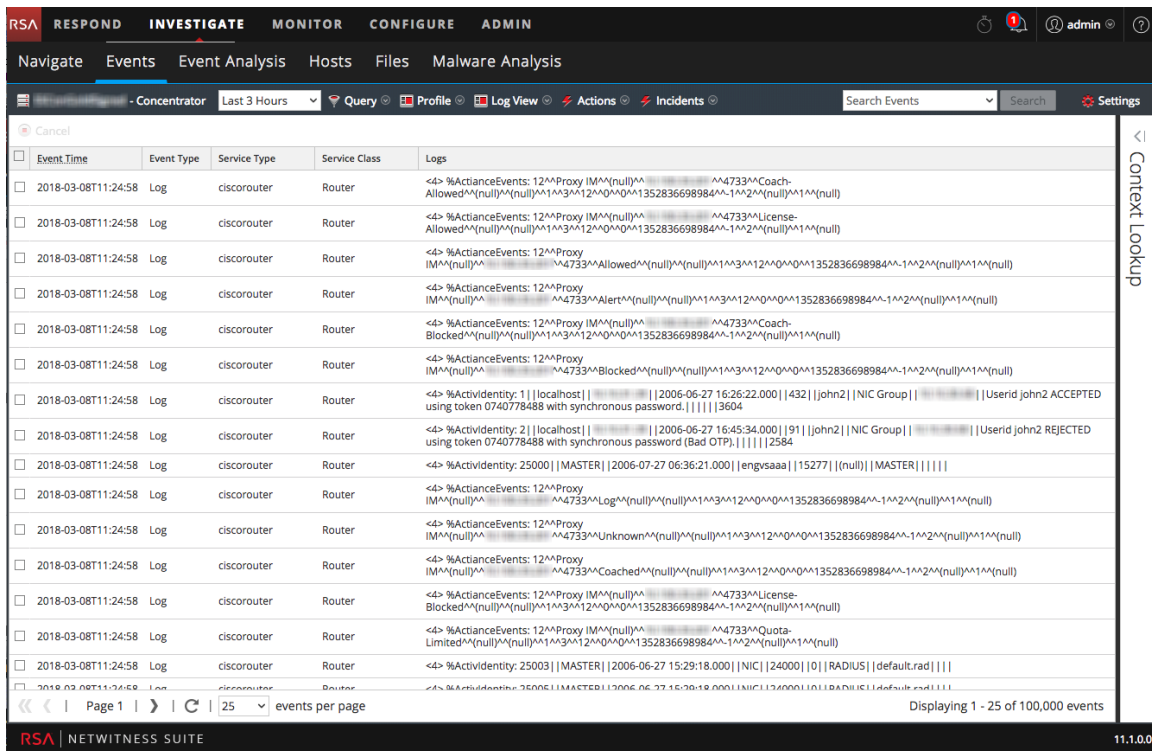 RSA RESPOND INVESTIGATE MONITOR CONFIGURE ADMIN 1 admin ?
Navigate Events Event Analysis Hosts Files Malware Analysis
- Concentrator Last 3 Hours Query Profile Log View Actions Incidents Search Events Search Settings
Cancel
Context Lookup
Event Time Event Type Service Type Service Class Logs
2018-03-08T11:24:58 Log ciscorouter Router <4> %ActianceEvents: 12^^Proxy IM^^(null)^^ ^^4733^^Coach-
Allowed^^(null)^^(null)^^1^^3^^12^^0^^0^^1352836698984^^-1^^2^^(null)^^1^^(null)
2018-03-08T11:24:58 Log ciscorouter Router <4> %ActianceEvents: 12^^Proxy IM^^(null)^^ ^^4733^^License-
Allowed^^(null)^^(null)^^1^^3^^12^^0^^0^^1352836698984^^-1^^2^^(null)^^1^^(null)
2018-03-08T11:24:58 Log ciscorouter Router <4> %ActianceEvents: 12^^Proxy
IM^^(null)^^ ^^4733^^Allowed^^(null)^^(null)^^1^^3^^12^^0^^0^^1352836698984^^-1^^2^^(null)^^1^^(null)
2018-03-08T11:24:58 Log ciscorouter Router <4> %ActianceEvents: 12^^Proxy
IM^^(null)^^ ^^4733^^Alert^^(null)^^(null)^^1^^3^^12^^0^^0^^1352836698984^^-1^^2^^(null)^^1^^(null)
2018-03-08T11:24:58 Log ciscorouter Router <4> %ActianceEvents: 12^^Proxy IM^^(null)^^ ^^4733^^Coach-
Blocked^^(null)^^(null)^^1^^3^^12^^0^^0^^1352836698984^^-1^^2^^(null)^^1^^(null)
2018-03-08T11:24:58 Log ciscorouter Router <4> %ActianceEvents: 12^^Proxy
IM^^(null)^^ ^^4733^^Blocked^^(null)^^(null)^^1^^3^^12^^0^^0^^1352836698984^^-1^^2^^(null)^^1^^(null)
2018-03-08T11:24:58 Log ciscorouter Router <4> %ActivIdentity: 1||localhost|| ||2006-06-27 16:26:22.000||432||john2||NIC Group|| ||Userid john2 ACCEPTED
using token 0740778488 with synchronous password.||||||3604
2018-03-08T11:24:58 Log ciscorouter Router <4> %ActivIdentity: 2||localhost|| ||2006-06-27 16:45:34.000||91||john2||NIC Group|| ||Userid john2 REJECTED
using token 0740778488 with synchronous password (Bad OTP).||||||2584
2018-03-08T11:24:58 Log ciscorouter Router <4> %ActivIdentity: 25000||MASTER||2006-07-27 06:36:21.000||engvsaaa||15277||(null)||MASTER||||||
2018-03-08T11:24:58 Log ciscorouter Router <4> %ActianceEvents: 12^^Proxy
IM^^(null)^^ ^^4733^^Log^^(null)^^(null)^^1^^3^^12^^0^^0^^1352836698984^^-1^^2^^(null)^^1^^(null)
2018-03-08T11:24:58 Log ciscorouter Router <4> %ActianceEvents: 12^^Proxy
IM^^(null)^^ ^^4733^^Unknown^^(null)^^(null)^^1^^3^^12^^0^^0^^1352836698984^^-1^^2^^(null)^^1^^(null)
2018-03-08T11:24:58 Log ciscorouter Router <4> %ActianceEvents: 12^^Proxy
IM^^(null)^^ ^^4733^^Coached^^(null)^^(null)^^1^^3^^12^^0^^0^^1352836698984^^-1^^2^^(null)^^1^^(null)
2018-03-08T11:24:58 Log ciscorouter Router <4> %ActianceEvents: 12^^Proxy IM^^(null)^^ ^^4733^^License-
Blocked^^(null)^^(null)^^1^^3^^12^^0^^0^^1352836698984^^-1^^2^^(null)^^1^^(null)
2018-03-08T11:24:58 Log ciscorouter Router <4> %ActianceEvents: 12^^Proxy IM^^(null)^^ ^^4733^^Quota-
Limited^^(null)^^(null)^^1^^3^^12^^0^^0^^1352836698984^^-1^^2^^(null)^^1^^(null)
2018-03-08T11:24:58 Log ciscorouter Router <4> %ActivIdentity: 25003||MASTER||2006-06-27 15:29:18.000||NIC||24000||0||RADIUS||default.rad||||
2018-03-08T11:24:58 Log ciscorouter Router <4> %ActivIdentity: 25005||MASTER||2006-06-27 15:29:18.000||NIC||24000||0||RADIUS||default.rad||||
Page 1 | 25 events per page Displaying 1 - 25 of 100,000 events
RSA | NETWITNESS SUITE 11.1.0.0